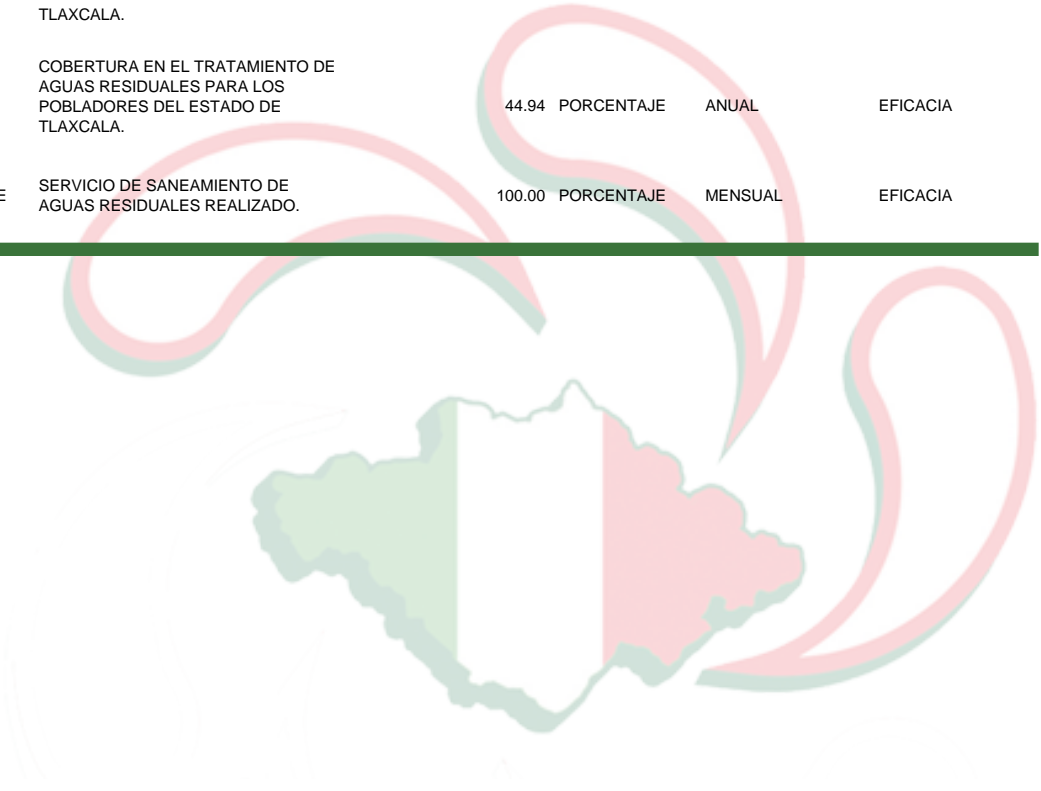 TLAXCALA.
COBERTURA EN EL TRATAMIENTO DE
AGUAS RESIDUALES PARA LOS
POBLADORES DEL ESTADO DE
TLAXCALA.
44.94 PORCENTAJE ANUAL EFICACIA
E SERVICIO DE SANEAMIENTO DE
AGUAS RESIDUALES REALIZADO.
100.00 PORCENTAJE MENSUAL EFICACIA